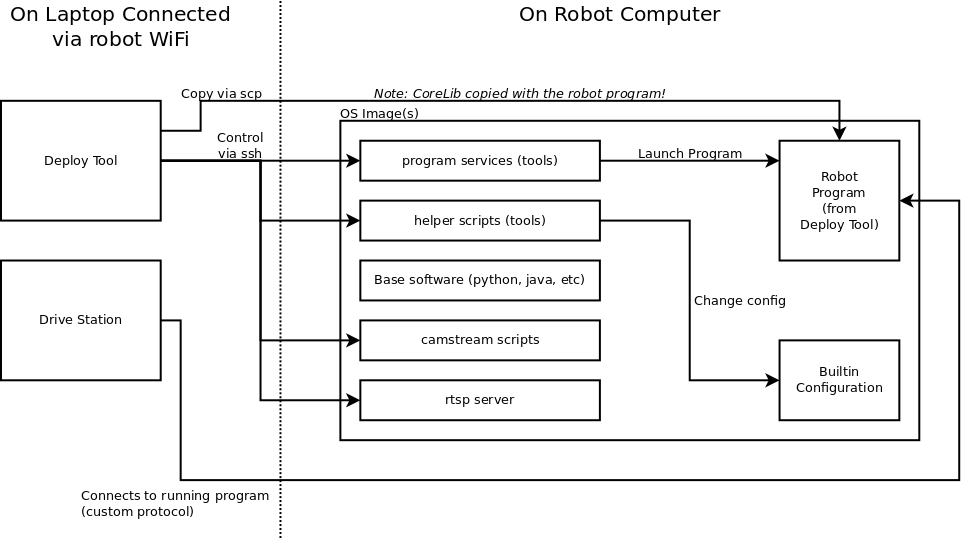 On Laptop Connected
via robot WiFi
On Robot Computer
Copy via scp
Note: CoreLib copied with the robot program!
OS Image(s)
Deploy Tool
Control
via ssh
program services (tools)
Launch Program
Robot
Program
(from
Deploy Tool)
helper scripts (tools)
Base software (python, java, etc)
Drive Station
Change config
camstream scripts
rtsp server
Builtin
Configuration
Connects to running program
(custom protocol)